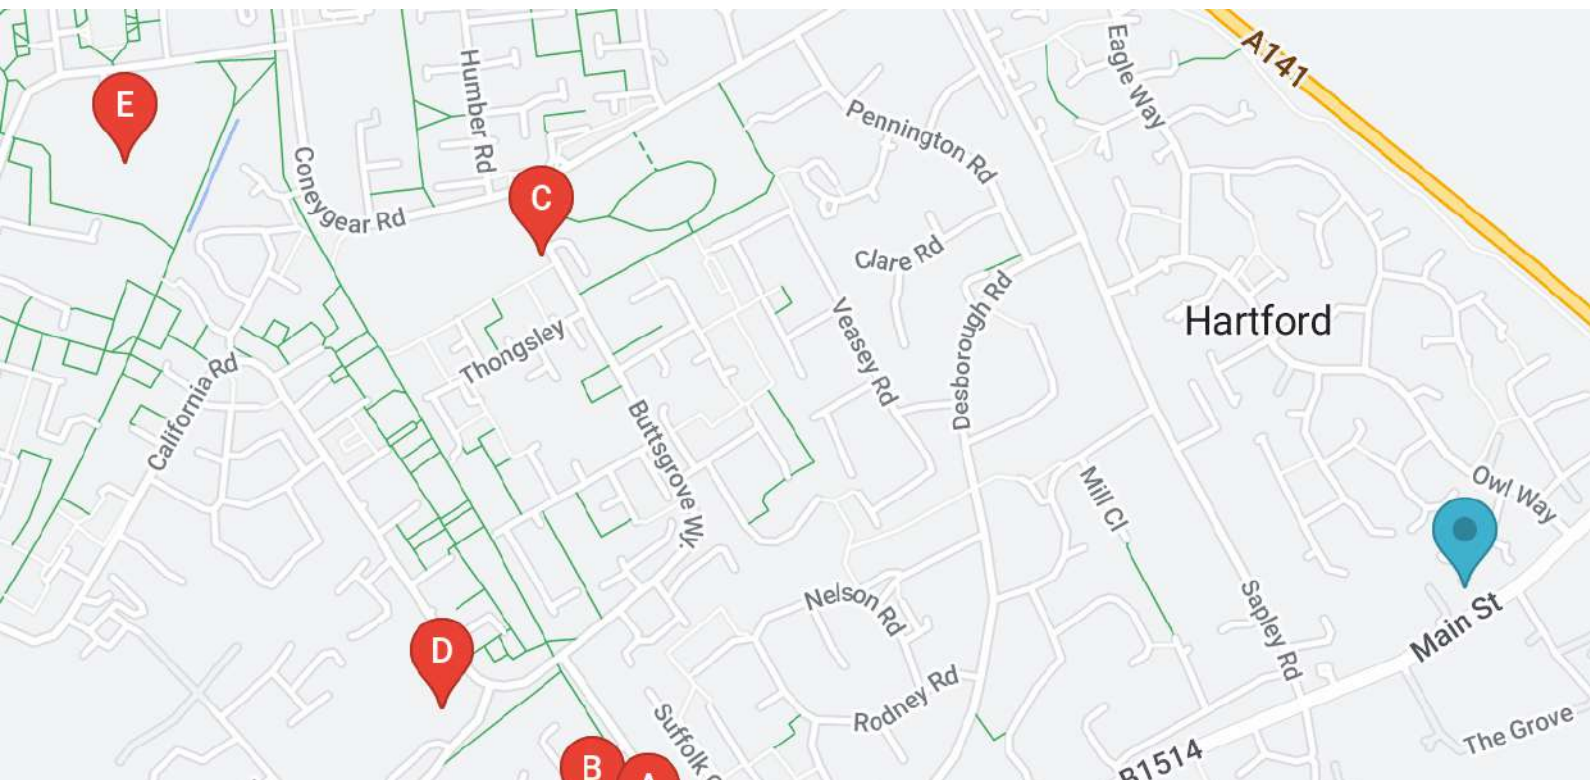 A141
Eagle Way
Humber Rd
E
Pennington Rd
Coneygear Rd
C
Clare Rd
Desborough Rd
Hartford
Veasey Rd
Thongsley
California Rd
Buttsgrove Wy.
Mill Cl
Owl Way
Nelson Rd
Sapley Rd
Main St
D
Rodney Rd
Suffolk
The Grove
B1514
B
A